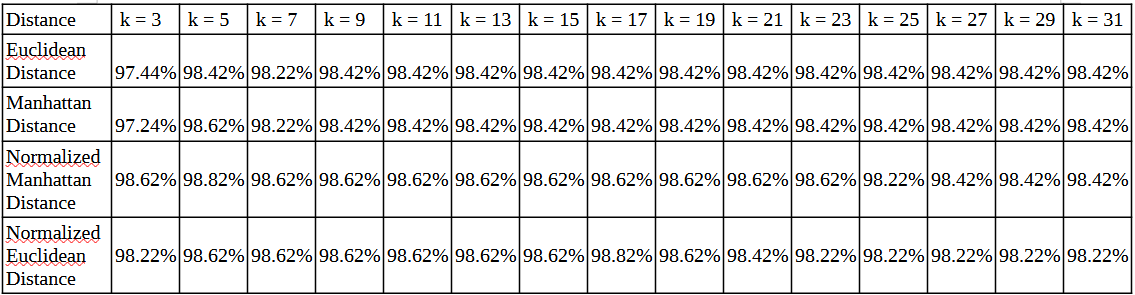 Distance k = 3 k = 5 k = 7 k = 9 k = 11 k = 13 k = 15 k = 17 k = 19 k = 21 k = 23 k = 25 k = 27 k = 29 k = 31
Euclidean
Distance 97.44% 98.42% 98.22% 98.42% 98.42% 98.42% 98.42% 98.42% 98.42% 98.42% 98.42% 98.42% 98.42% 98.42% 98.42%
Manhattan
Distance 97.24% 98.62% 98.22% 98.42% 98.42% 98.42% 98.42% 98.42% 98.42% 98.42% 98.42% 98.42% 98.42% 98.42% 98.42%
Normalized
Manhattan 98.62% 98.82% 98.62% 98.62% 98.62% 98.62% 98.62% 98.62% 98.62% 98.62% 98.62% 98.22% 98.42% 98.42% 98.42%
Distance
Normalized
Euclidean 98.22% 98.62% 98.62% 98.62% 98.62% 98.62% 98.62% 98.82% 98.62% 98.42% 98.22% 98.22% 98.22% 98.22% 98.22%
Distance